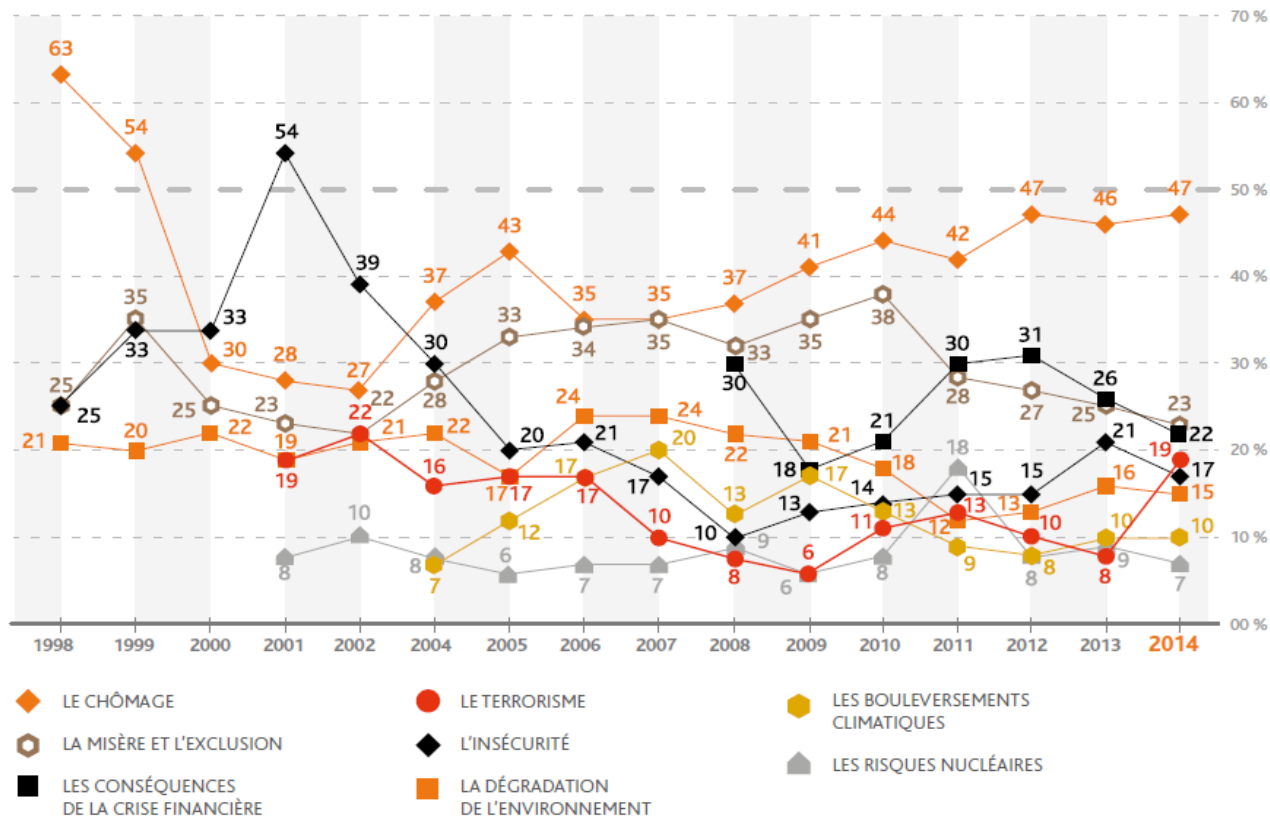 70 %
63
60 %
54
54
47 47
46
50 %
44
43
42
41
39
37 37
40 %
35 35 35
33 33 30 20 21
35 34 35 33 35 38
30 28 27 30 31
30 %
25 25 23 22 28 24 24 30 28 27 26 25 23
25 22 22 21 22 17 20 22 18 21 21 18 21 22
21 20 19 19 16 17 17 17 17 13 17 14 18 15 15 16 19 17
20 %
10 12 10 10 13 13 11 12 13 13 10 10 15 10
10 %
8 8 7 6 7 7 8 9 6 6 8 9 8 8 8 9 7
00 %
1998 1999 2000 2001 2002 2004 2005 2006 2007 2008 2009 2010 2011 2012 2013 2014
LE CHÔMAGE
LA MISÈRE ET L'EXCLUSION
LES CONSÉQUENCES
DE LA CRISE FINANCIÈRE
LE TERRORISME
L'INSÉCURITÉ
LA DÉGRADATION
DE L'ENVIRONNEMENT
LES BOULEVERSEMENTS
CLIMATIQUES
LES RISQUES NUCLÉAIRES